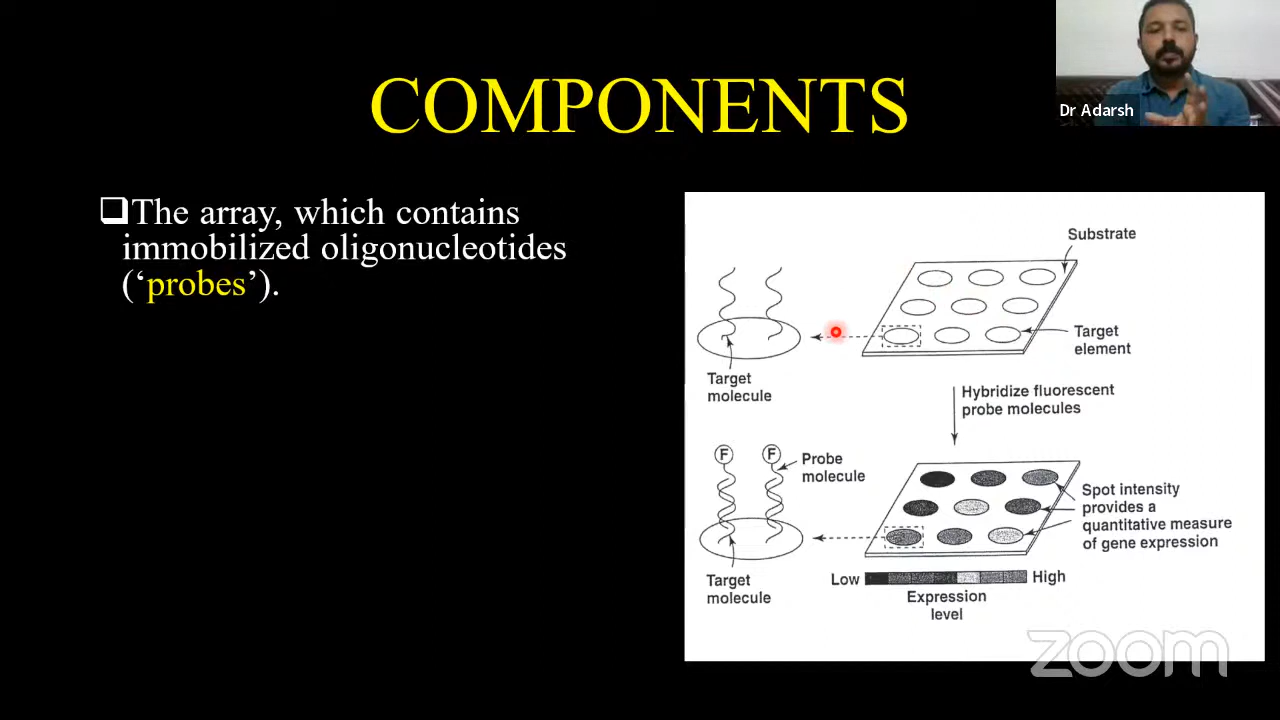 COMPONENTS
Dr Adarsh
❑The array, which contains
immobilized oligonucleotides
(‘probes’).
Substrate
Target
element
Target
molecule
Hybridize fluorescent
probe molecules
F F
Probe
molecule
Spot intensity
provides a
quantitative measure
of gene expression
Target
molecule
Low High
Expression
level
zoom